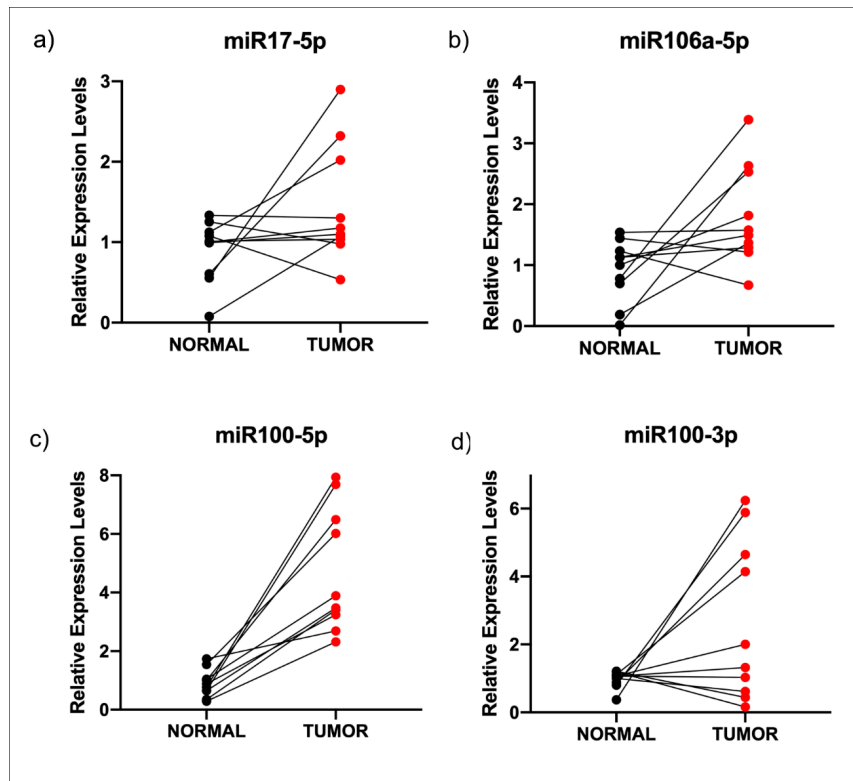 a)
miR17-5p
Relative Expression Levels
3
2
1
0
NORMAL TUMOR
b)
miR106a-5p
Relative Expression Levels
4
3
2
1
0
NORMAL TUMOR
c)
miR100-5p
Relative Expression Levels
8
6
4
2
0
NORMAL TUMOR
d)
miR100-3p
Relative Expression Levels
6
4
2
0
NORMAL TUMOR